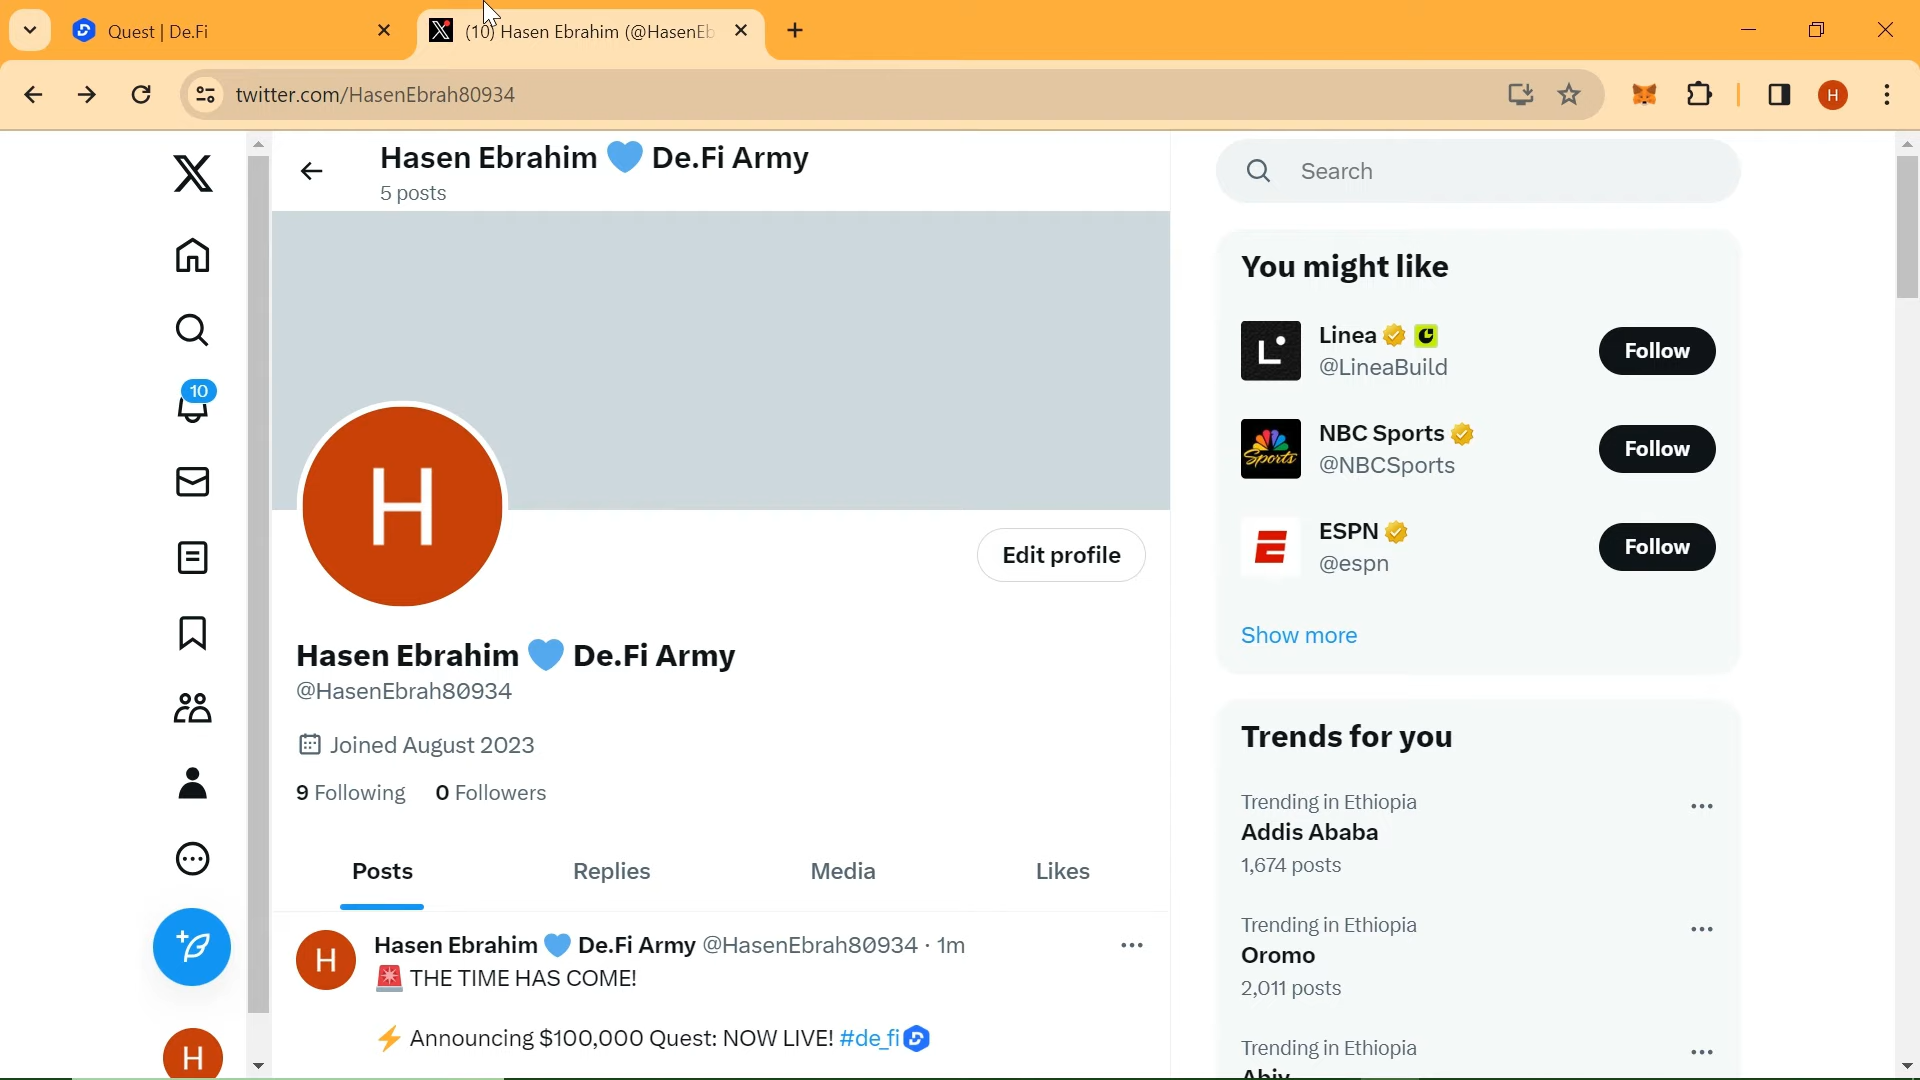 Quest | De.Fi
(10) Hasen Ebrahim (@HasenEb
twitter.com/HasenEbrah80934
H
Hasen Ebrahim 💙 De.Fi Army
5 posts
Search
10
H
Edit profile
Hasen Ebrahim 💙 De.Fi Army
@HasenEbrah80934
Joined August 2023
9 Following 0 Followers
Posts Replies Media Likes
H
Hasen Ebrahim 💙 De.Fi Army @HasenEbrah80934 · 1m
🚨 THE TIME HAS COME!
⚡ Announcing $100,000 Quest: NOW LIVE! #de_fi
H
You might like
Linea
@LineaBuild
Follow
Sports
NBC Sports
@NBCSports
Follow
ESPN
@espn
Follow
Show more
Trends for you
Trending in Ethiopia
Addis Ababa
1,674 posts
Trending in Ethiopia
Oromo
2,011 posts
Trending in Ethiopia
Abiy